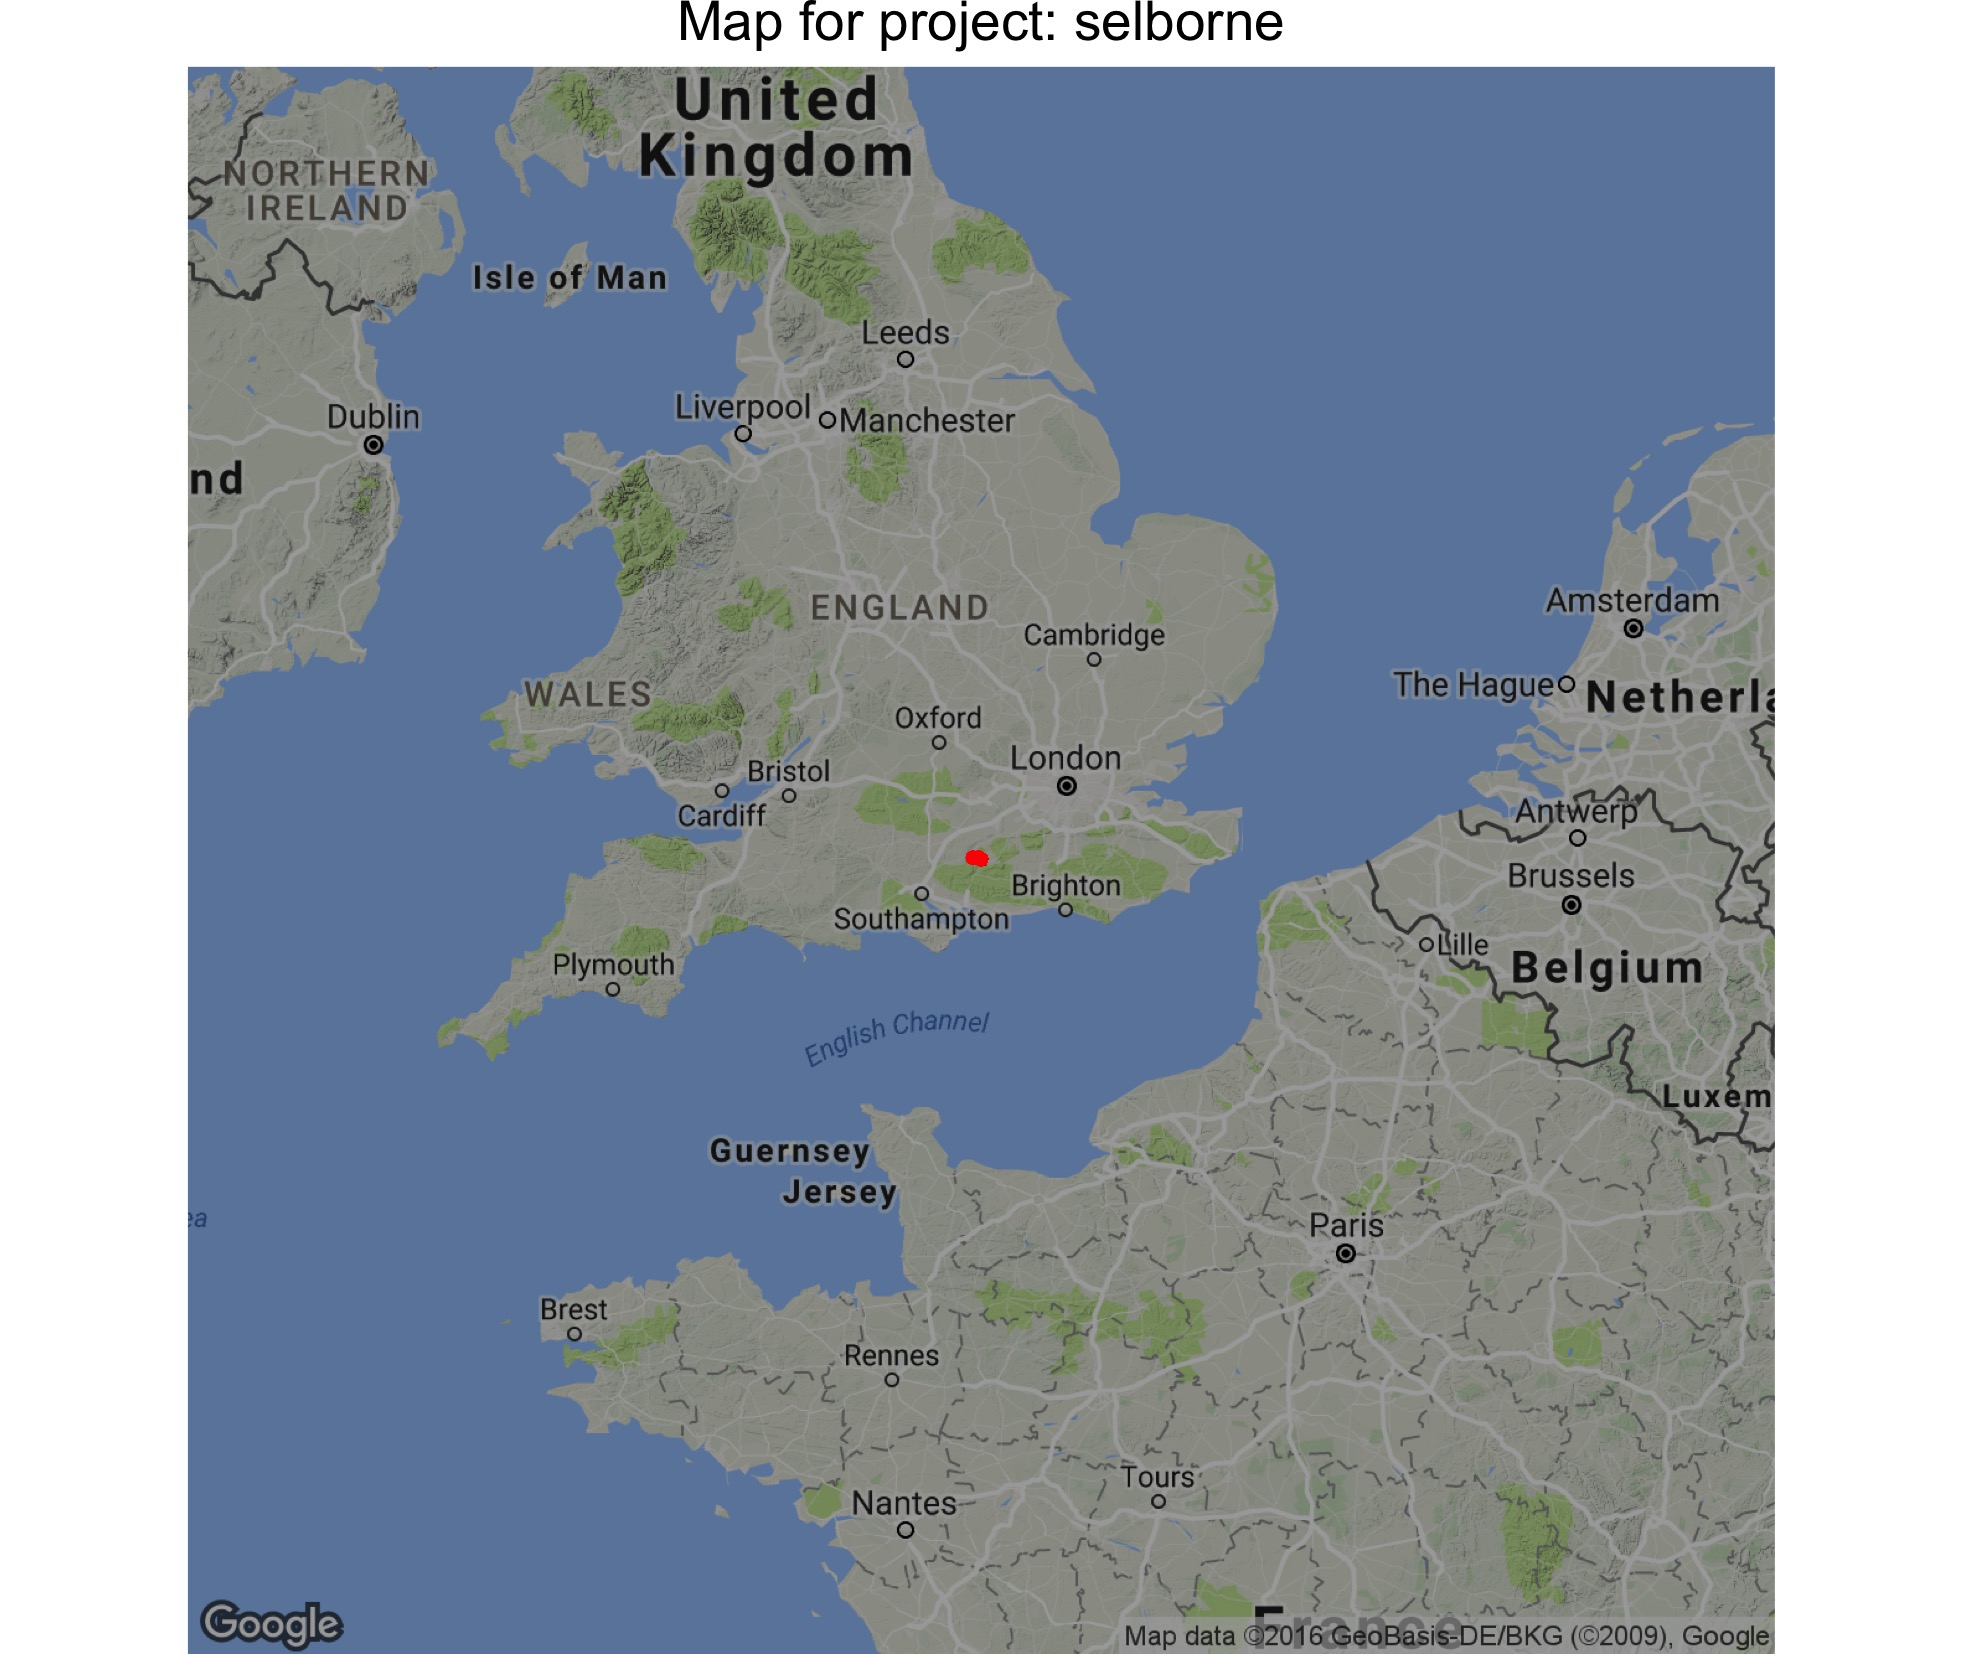 Map for project: selborne
United
Kingdom
NORTHERN
IRELAND
Isle of Man
Leeds
Liverpool
Manchester
Dublin
nd
ENGLAND
Cambridge
Amsterdam
The Hague
Netherla
WALES
Oxford
London
Bristol
Cardiff
Antwerp
Brussels
Brighton
Southampton
Lille
Belgium
Plymouth
English Channel
Luxem
Guernsey
Jersey
ea
Paris
Brest
Rennes
Tours
Nantes
France
Google
Map data ©2016 GeoBasis-DE/BKG (©2009), Google